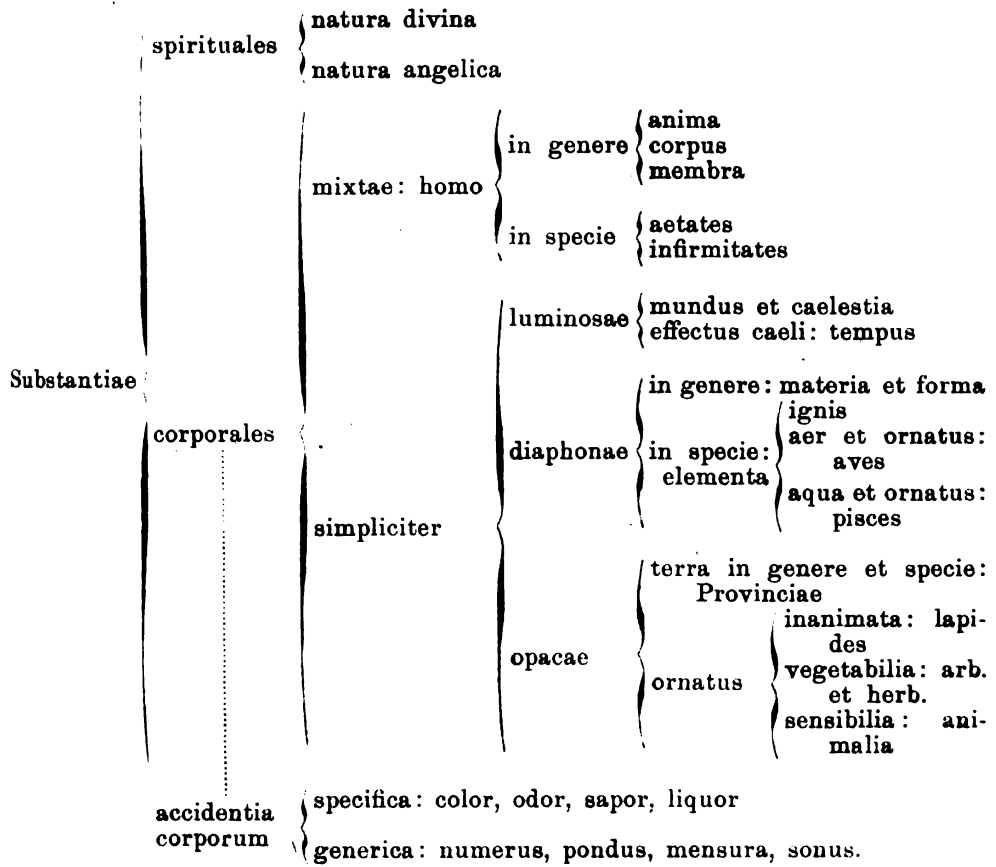 natura divina
spirituales
natura angelica
anima
in genere
corpus
membra
mixtae: homo
in specie
aetates
infirmitates
luminosae
mundus et caelestia
effectus caeli: tempus
Substantiae
corporales
in genere: materia et forma
ignis
diaphonae
in specie:
elementa
aer et ornatus:
aves
aqua et ornatus:
pisces
simpliciter
terra in genere et specie:
Provinciae
inanimata: lapi-
des
opacae
ornatus
vegetabilia: arb.
et herb.
sensibilia: ani-
malia
accidentia
corporum
specifica: color, odor, sapor, liquor
generica: numerus, pondus, mensura, sonus.